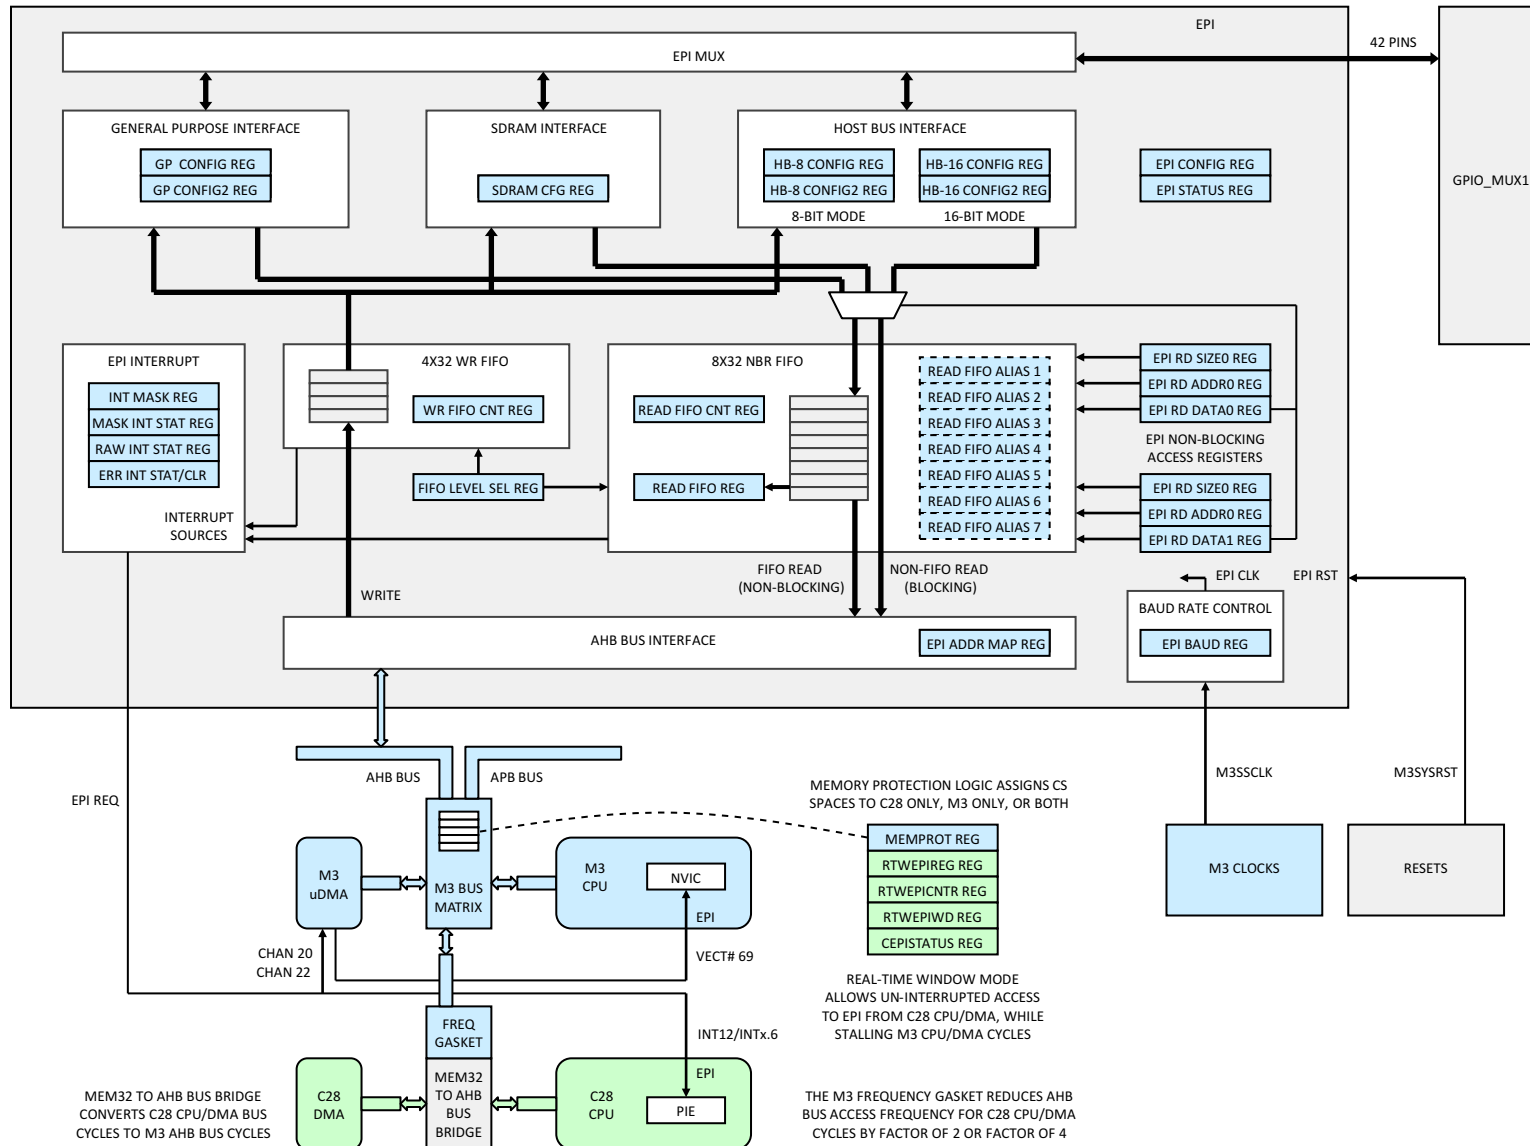 EPI
42 PINS
EPI MUX
GENERAL PURPOSE INTERFACE
GP CONFIG REG
GP CONFIG2 REG
SDRAM INTERFACE
SDRAM CFG REG
HOST BUS INTERFACE
HB-8 CONFIG REG
HB-8 CONFIG2 REG
8-BIT MODE
HB-16 CONFIG REG
HB-16 CONFIG2 REG
16-BIT MODE
EPI CONFIG REG
EPI STATUS REG
GPIO_MUX1
EPI INTERRUPT
INT MASK REG
MASK INT STAT REG
RAW INT STAT REG
ERR INT STAT/CLR
INTERRUPT
SOURCES
4X32 WR FIFO
WR FIFO CNT REG
FIFO LEVEL SEL REG
8X32 NBR FIFO
READ FIFO CNT REG
READ FIFO REG
READ FIFO ALIAS 1
READ FIFO ALIAS 2
READ FIFO ALIAS 3
READ FIFO ALIAS 4
READ FIFO ALIAS 5
READ FIFO ALIAS 6
READ FIFO ALIAS 7
EPI RD SIZE0 REG
EPI RD ADDR0 REG
EPI RD DATA0 REG
EPI NON-BLOCKING
ACCESS REGISTERS
EPI RD SIZE0 REG
EPI RD ADDR0 REG
EPI RD DATA1 REG
WRITE
FIFO READ
(NON-BLOCKING)
NON-FIFO READ
(BLOCKING)
EPI CLK
EPI RST
BAUD RATE CONTROL
EPI BAUD REG
AHB BUS INTERFACE
EPI ADDR MAP REG
AHB BUS
APB BUS
EPI REQ
M3SSCLK
M3SYSRST
MEMORY PROTECTION LOGIC ASSIGNS CS
SPACES TO C28 ONLY, M3 ONLY, OR BOTH
MEMPROT REG
RTWEPIREG REG
RTWEPICNTR REG
RTWEPIWD REG
CEPISTATUS REG
M3 CLOCKS
RESETS
M3
uDMA
M3 BUS
MATRIX
M3
CPU
NVIC
EPI
CHAN 20
CHAN 22
VECT# 69
REAL-TIME WINDOW MODE
ALLOWS UN-INTERRUPTED ACCESS
TO EPI FROM C28 CPU/DMA, WHILE
STALLING M3 CPU/DMA CYCLES
FREQ
GASKET
INT12/INTx.6
MEM32 TO AHB BUS BRIDGE
CONVERTS C28 CPU/DMA BUS
CYCLES TO M3 AHB BUS CYCLES
C28
DMA
MEM32
TO AHB
BUS
BRIDGE
C28
CPU
EPI
PIE
THE M3 FREQUENCY GASKET REDUCES AHB
BUS ACCESS FREQUENCY FOR C28 CPU/DMA
CYCLES BY FACTOR OF 2 OR FACTOR OF 4